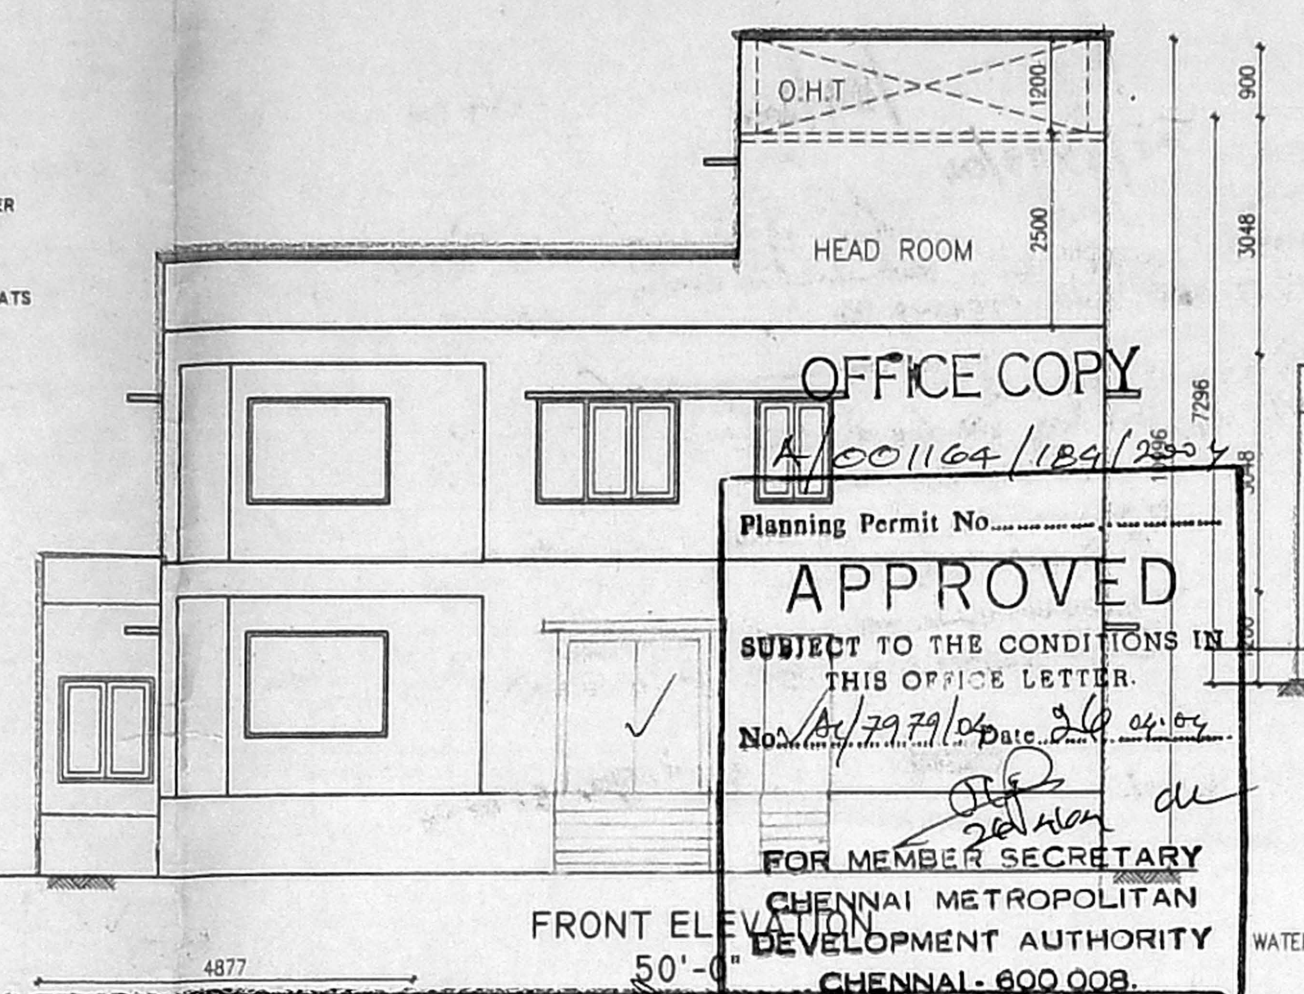 O.H.T
1200
900
ER
2500
3048
HEAD ROOM
ATS
OFFICE COPY
7296
A/001164/189/2004
3048
Planning Permit No
APPROVED
SUBJECT TO THE CONDITIONS IN
THIS OFFICE LETTER.
No. A4/7979/04 Date 26.04.04
FOR MEMBER SECRETARY
CHENNAI METROPOLITAN
FRONT ELEVATION
DEVELOPMENT AUTHORITY
WATE
4877
50'-0"
CHENNAI-600 008.